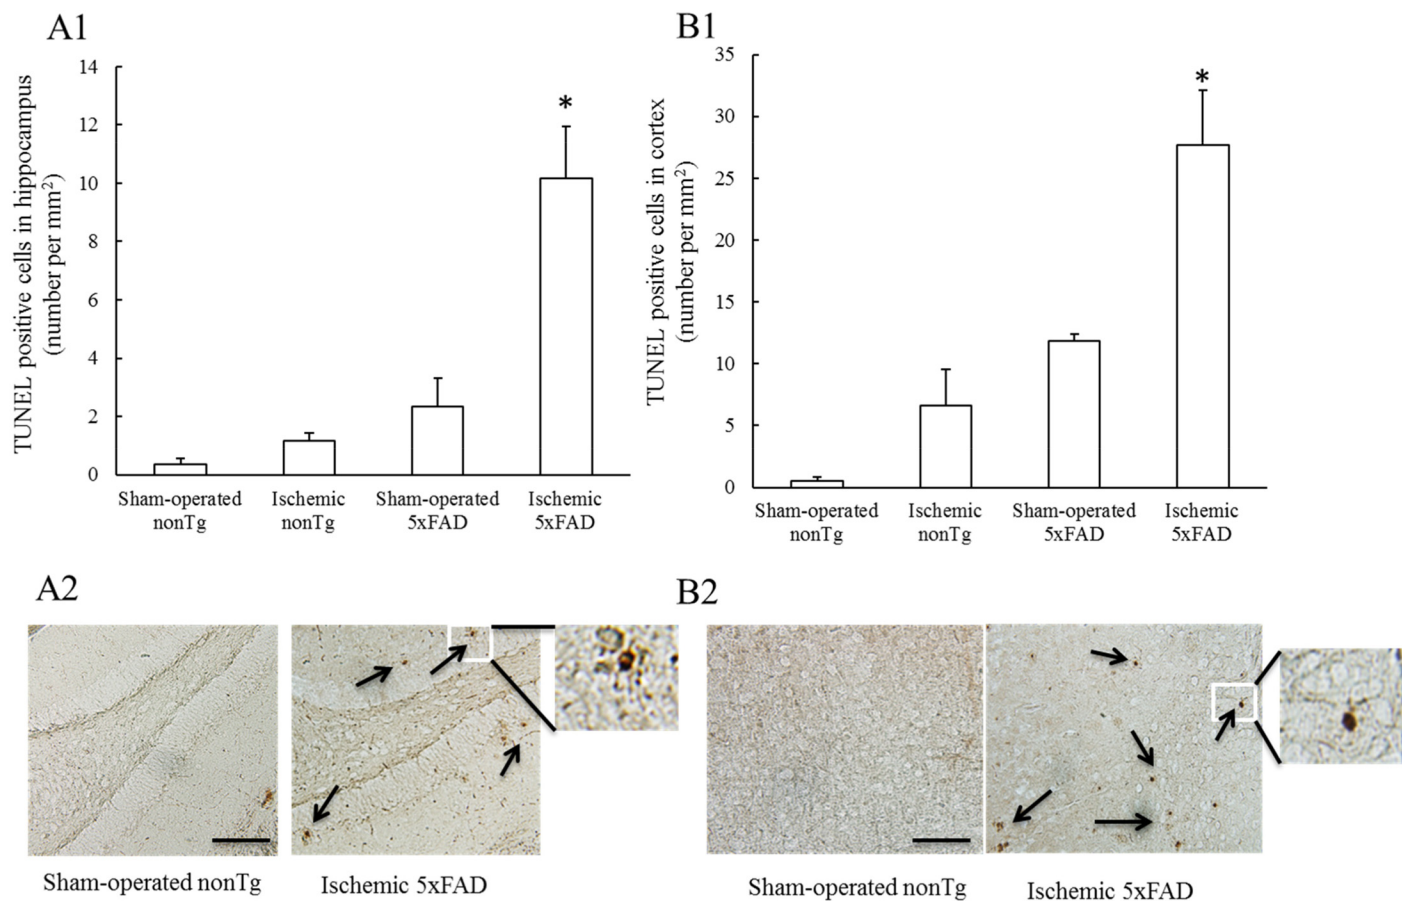 A1
TUNEL positive cells in hippocampus
(number per mm²)
14
12
10
8
6
4
2
0
*
Sham-operated
nonTg
Ischemic
nonTg
Sham-operated
5xFAD
Ischemic
5xFAD
B1
TUNEL positive cells in cortex
(number per mm²)
35
30
25
20
15
10
5
0
*
Sham-operated
nonTg
Ischemic
nonTg
Sham-operated
5xFAD
Ischemic
5xFAD
A2
Sham-operated nonTg
Ischemic 5xFAD
B2
Sham-operated nonTg
Ischemic 5xFAD